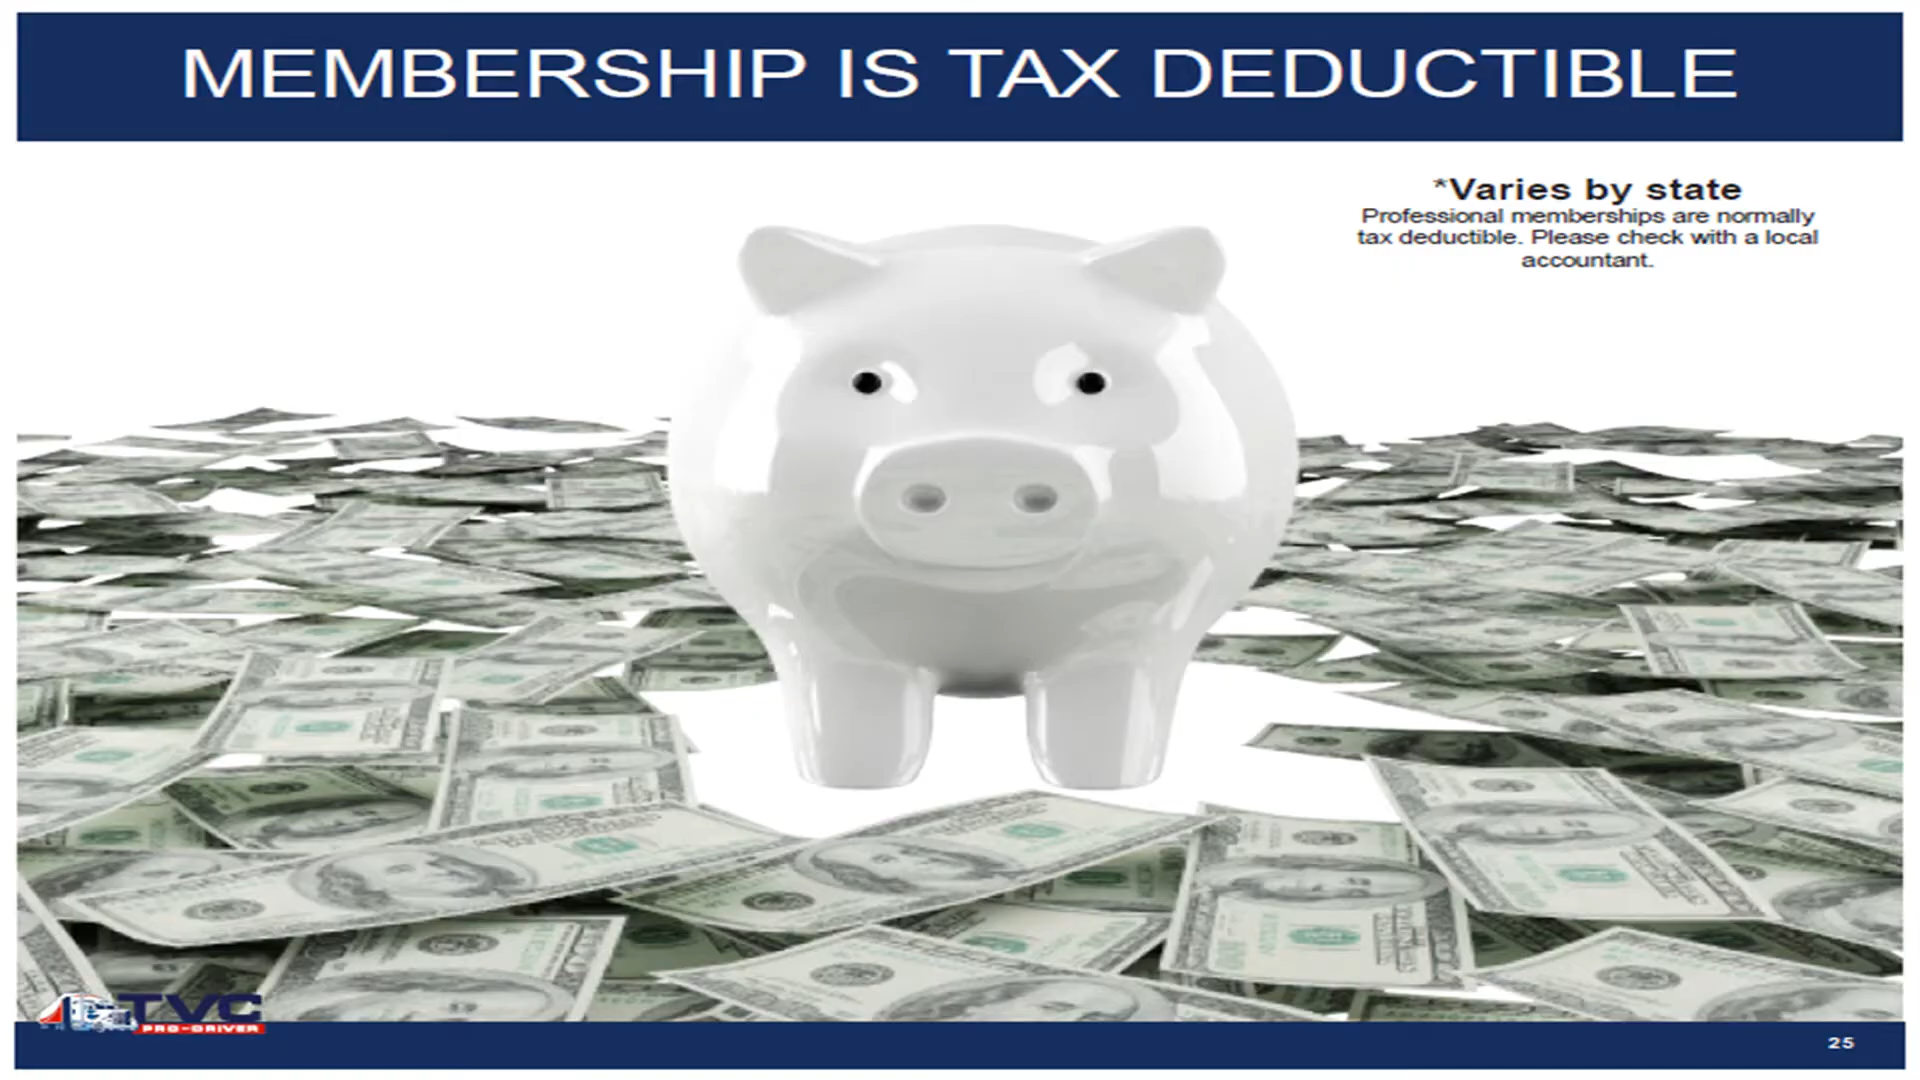 MEMBERSHIP IS TAX DEDUCTIBLE
*Varies by state
Professional memberships are normally
tax deductible. Please check with a local
accountant.
TVC
PRO-DRIVER
25